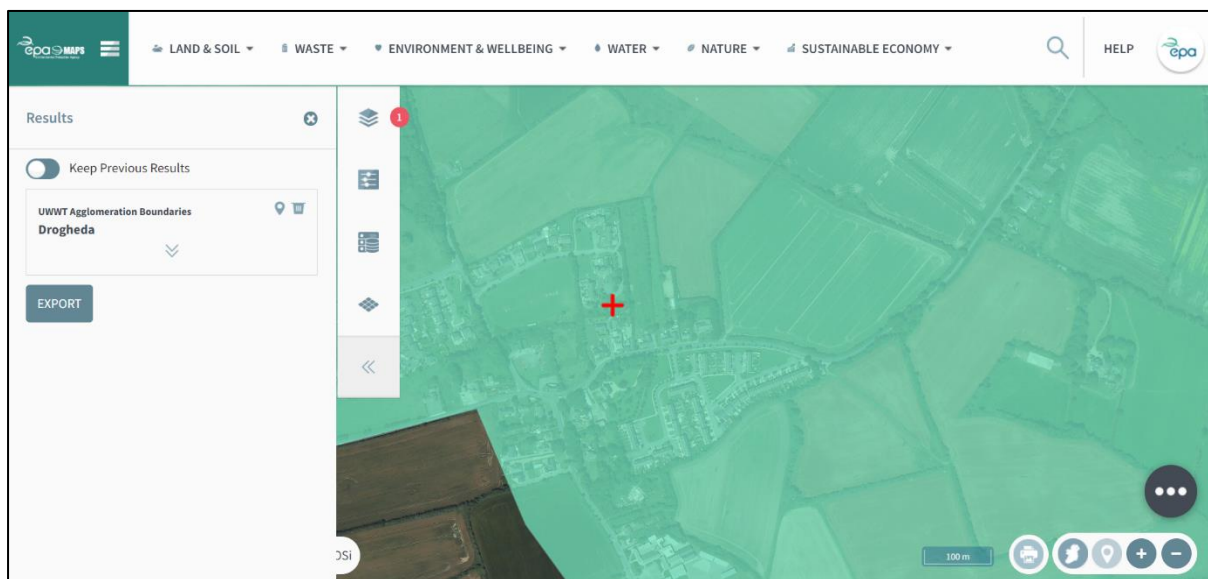 epa MAPS
LAND & SOIL
WASTE
ENVIRONMENT & WELLBEING
WATER
NATURE
SUSTAINABLE ECONOMY
HELP
epa
Results
Keep Previous Results
UWWT Agglomeration Boundaries
Drogheda
EXPORT
1
100 m
OSi